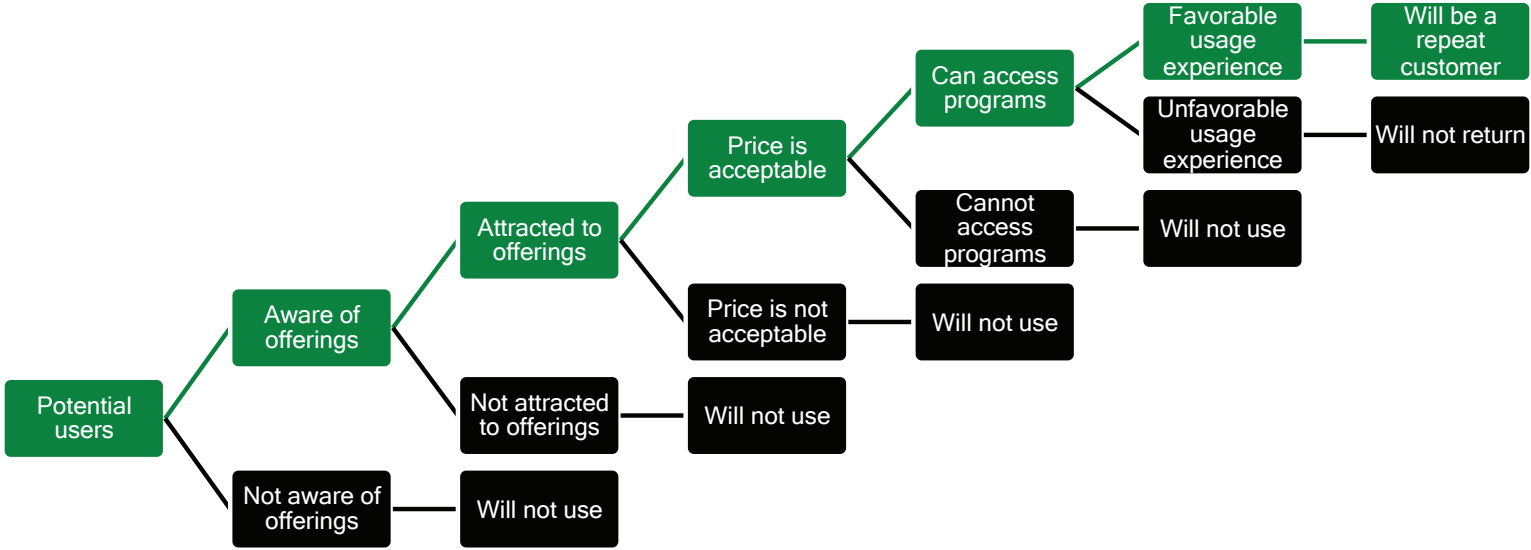 Favorable
usage
experience
Will be a
repeat
customer
Can access
programs
Unfavorable
usage
experience
Will not return
Price is
acceptable
Cannot
access
programs
Will not use
Attracted to
offerings
Price is not
acceptable
Will not use
Aware of
offerings
Not attracted
to offerings
Will not use
Potential
users
Not aware of
offerings
Will not use